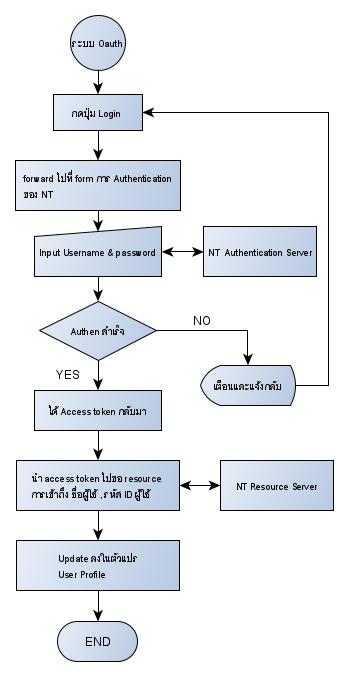 ระบบ Oauth
กดปุ่ม Login
forward ไปที่ form การ Authentication
ของ NT
Input Username & password
NT Authentication Server
Authen สำเร็จ
NO
YES
เตือนและแจ้งกลับ
ได้ Access token กลับมา
นำ access token ไปขอ resource
การเข้าถึง ชื่อผู้ใช้ ,รหัส ID ผู้ใช้
NT Resource Server
Update ลงในตัวแปร
User Profile
END